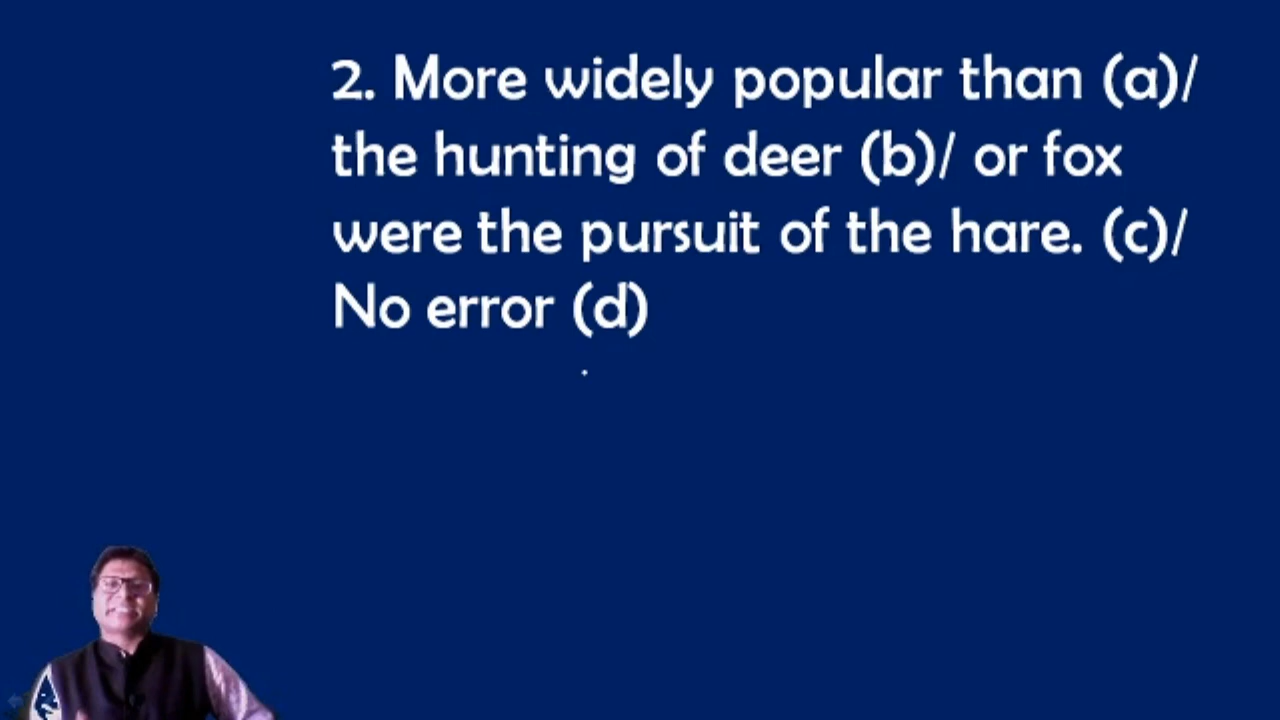 2. More widely popular than (a)/
the hunting of deer (b)/ or fox
were the pursuit of the hare. (c)/
No error (d)